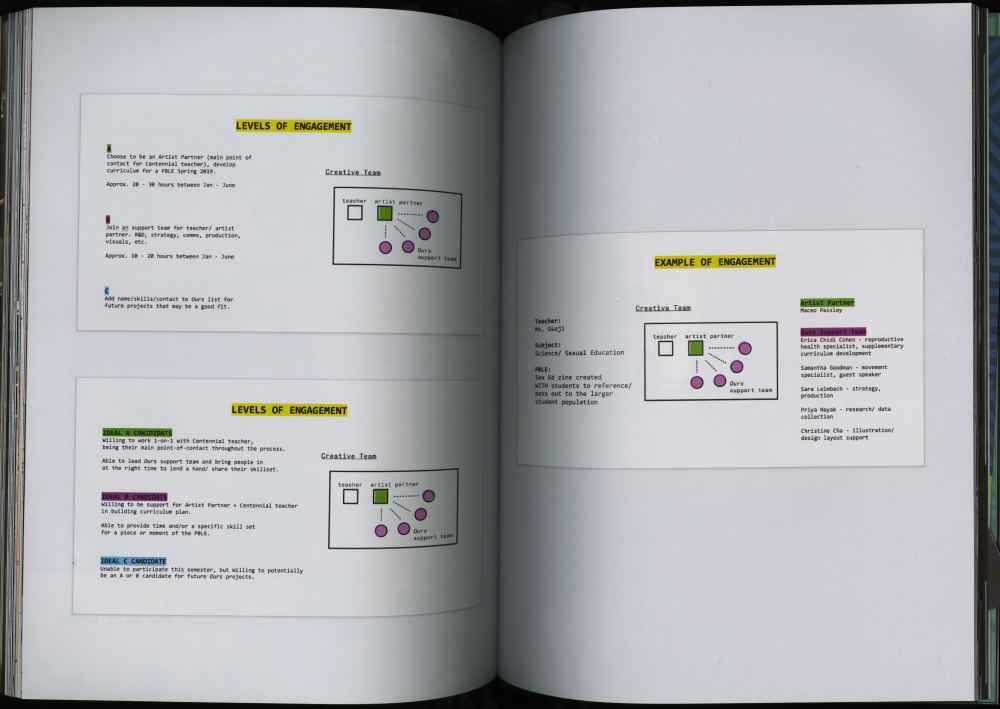 LEVELS OF ENGAGEMENT
A
Choose to be an Artist Partner (main point of
contact for Centennial teacher), develop
curriculum for a PBLE Spring 2019.
Approx. 20 - 30 hours between Jan - June
B
Join an support team for teacher/ artist
partner. R&D, strategy, comms, production,
visuals, etc.
Approx. 10 - 20 hours between Jan - June
C
Add name/skills/contact to Ours list for
future projects that may be a good fit.
Creative Team
teacher artist partner
Ours
support team
LEVELS OF ENGAGEMENT
IDEAL A CANIDIDATE
Willing to work 1-on-1 with Centennial teacher,
being their main point-of-contact throughout the process.
Able to lead Ours support team and bring people in
at the right time to lend a hand/ share their skillset.
IDEAL B CANDIDATE
Willing to be support for Artist Partner + Centennial teacher
in building curriculum plan.
Able to provide time and/or a specific skill set
for a piece or moment of the PBLE.
IDEAL C CANDIDATE
Unable to participate this semester, but Willing to potentially
be an A or B candidate for future Ours projects.
Creative Team
teacher artist partner
Ours
support team
EXAMPLE OF ENGAGEMENT
Teacher:
Ms. Osaji
Subject:
Science/ Sexual Education
PBLE:
Sex Ed zine created
WITH students to reference/
pass out to the larger
student population
Creative Team
teacher artist partner
Ours
support team
Artist Partner
Maceo Paisley
Ours Support team
Erica Chidi Cohen - reproductive
health specialist, supplementary
curriculum development
Samantha Goodman - movement
specialist, guest speaker
Sara Leimbach - strategy,
production
Priya Nayak - research/ data
collection
Christine Cha - illustration/
design layout support